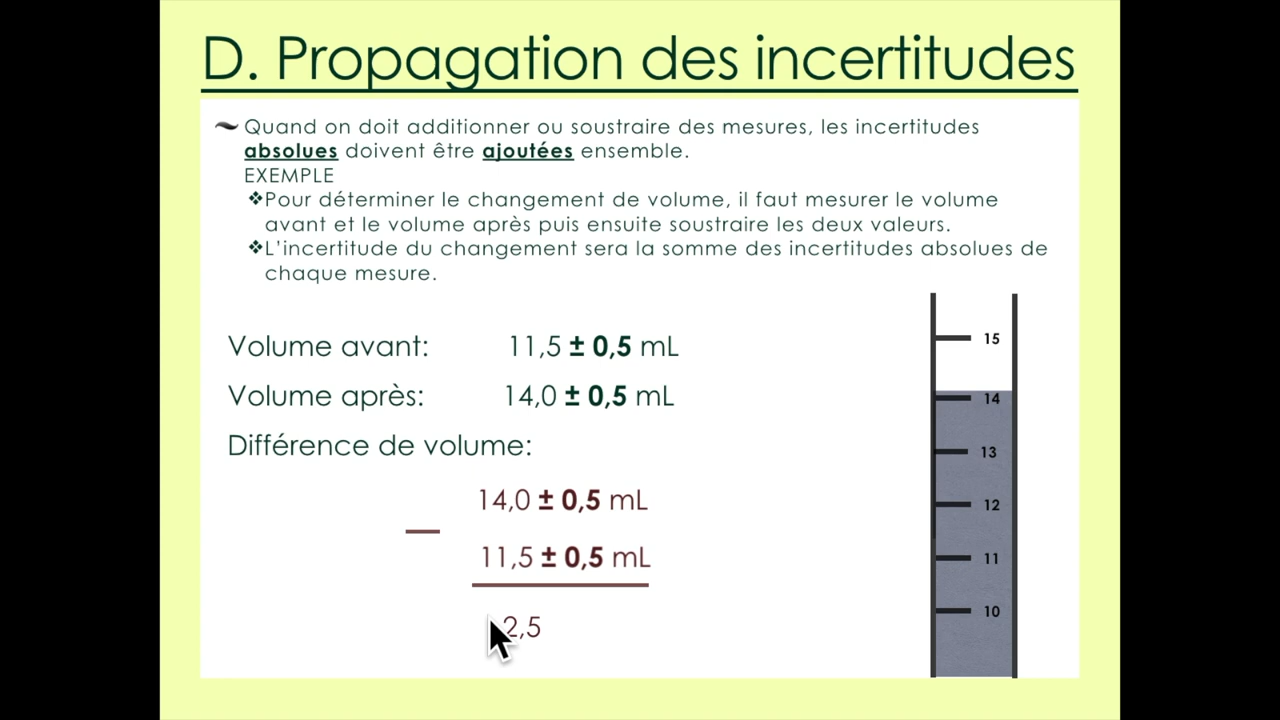 D. Propagation des incertitudes
Quand on doit additionner ou soustraire des mesures, les incertitudes
absolues doivent être ajoutées ensemble.
EXEMPLE
❖Pour déterminer le changement de volume, il faut mesurer le volume
avant et le volume après puis ensuite soustraire les deux valeurs.
❖L'incertitude du changement sera la somme des incertitudes absolues de
chaque mesure.
Volume avant: 11,5 ± 0,5 mL
Volume après: 14,0 ± 0,5 mL
Différence de volume:
14,0 ± 0,5 mL
—
11,5 ± 0,5 mL
2,5
15
14
13
12
11
10